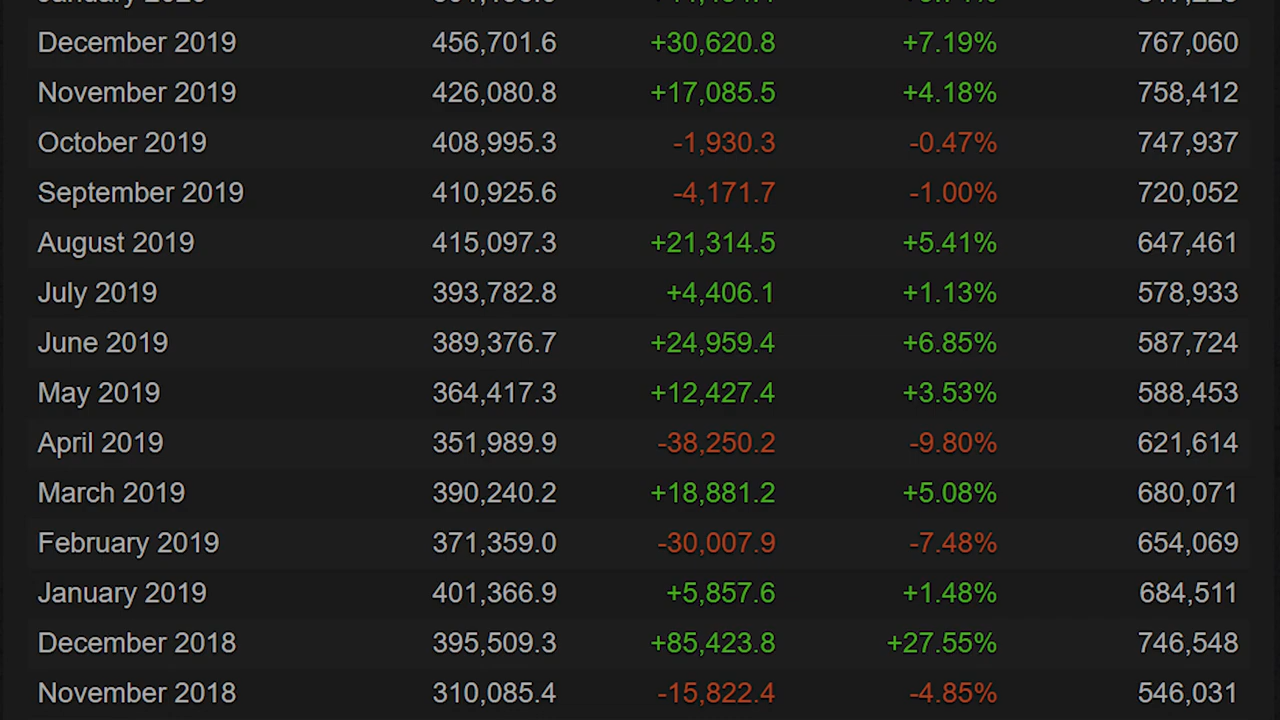 December 2019 456,701.6 +30,620.8 +7.19% 767,060
November 2019 426,080.8 +17,085.5 +4.18% 758,412
October 2019 408,995.3 -1,930.3 -0.47% 747,937
September 2019 410,925.6 -4,171.7 -1.00% 720,052
August 2019 415,097.3 +21,314.5 +5.41% 647,461
July 2019 393,782.8 +4,406.1 +1.13% 578,933
June 2019 389,376.7 +24,959.4 +6.85% 587,724
May 2019 364,417.3 +12,427.4 +3.53% 588,453
April 2019 351,989.9 -38,250.2 -9.80% 621,614
March 2019 390,240.2 +18,881.2 +5.08% 680,071
February 2019 371,359.0 -30,007.9 -7.48% 654,069
January 2019 401,366.9 +5,857.6 +1.48% 684,511
December 2018 395,509.3 +85,423.8 +27.55% 746,548
November 2018 310,085.4 -15,822.4 -4.85% 546,031